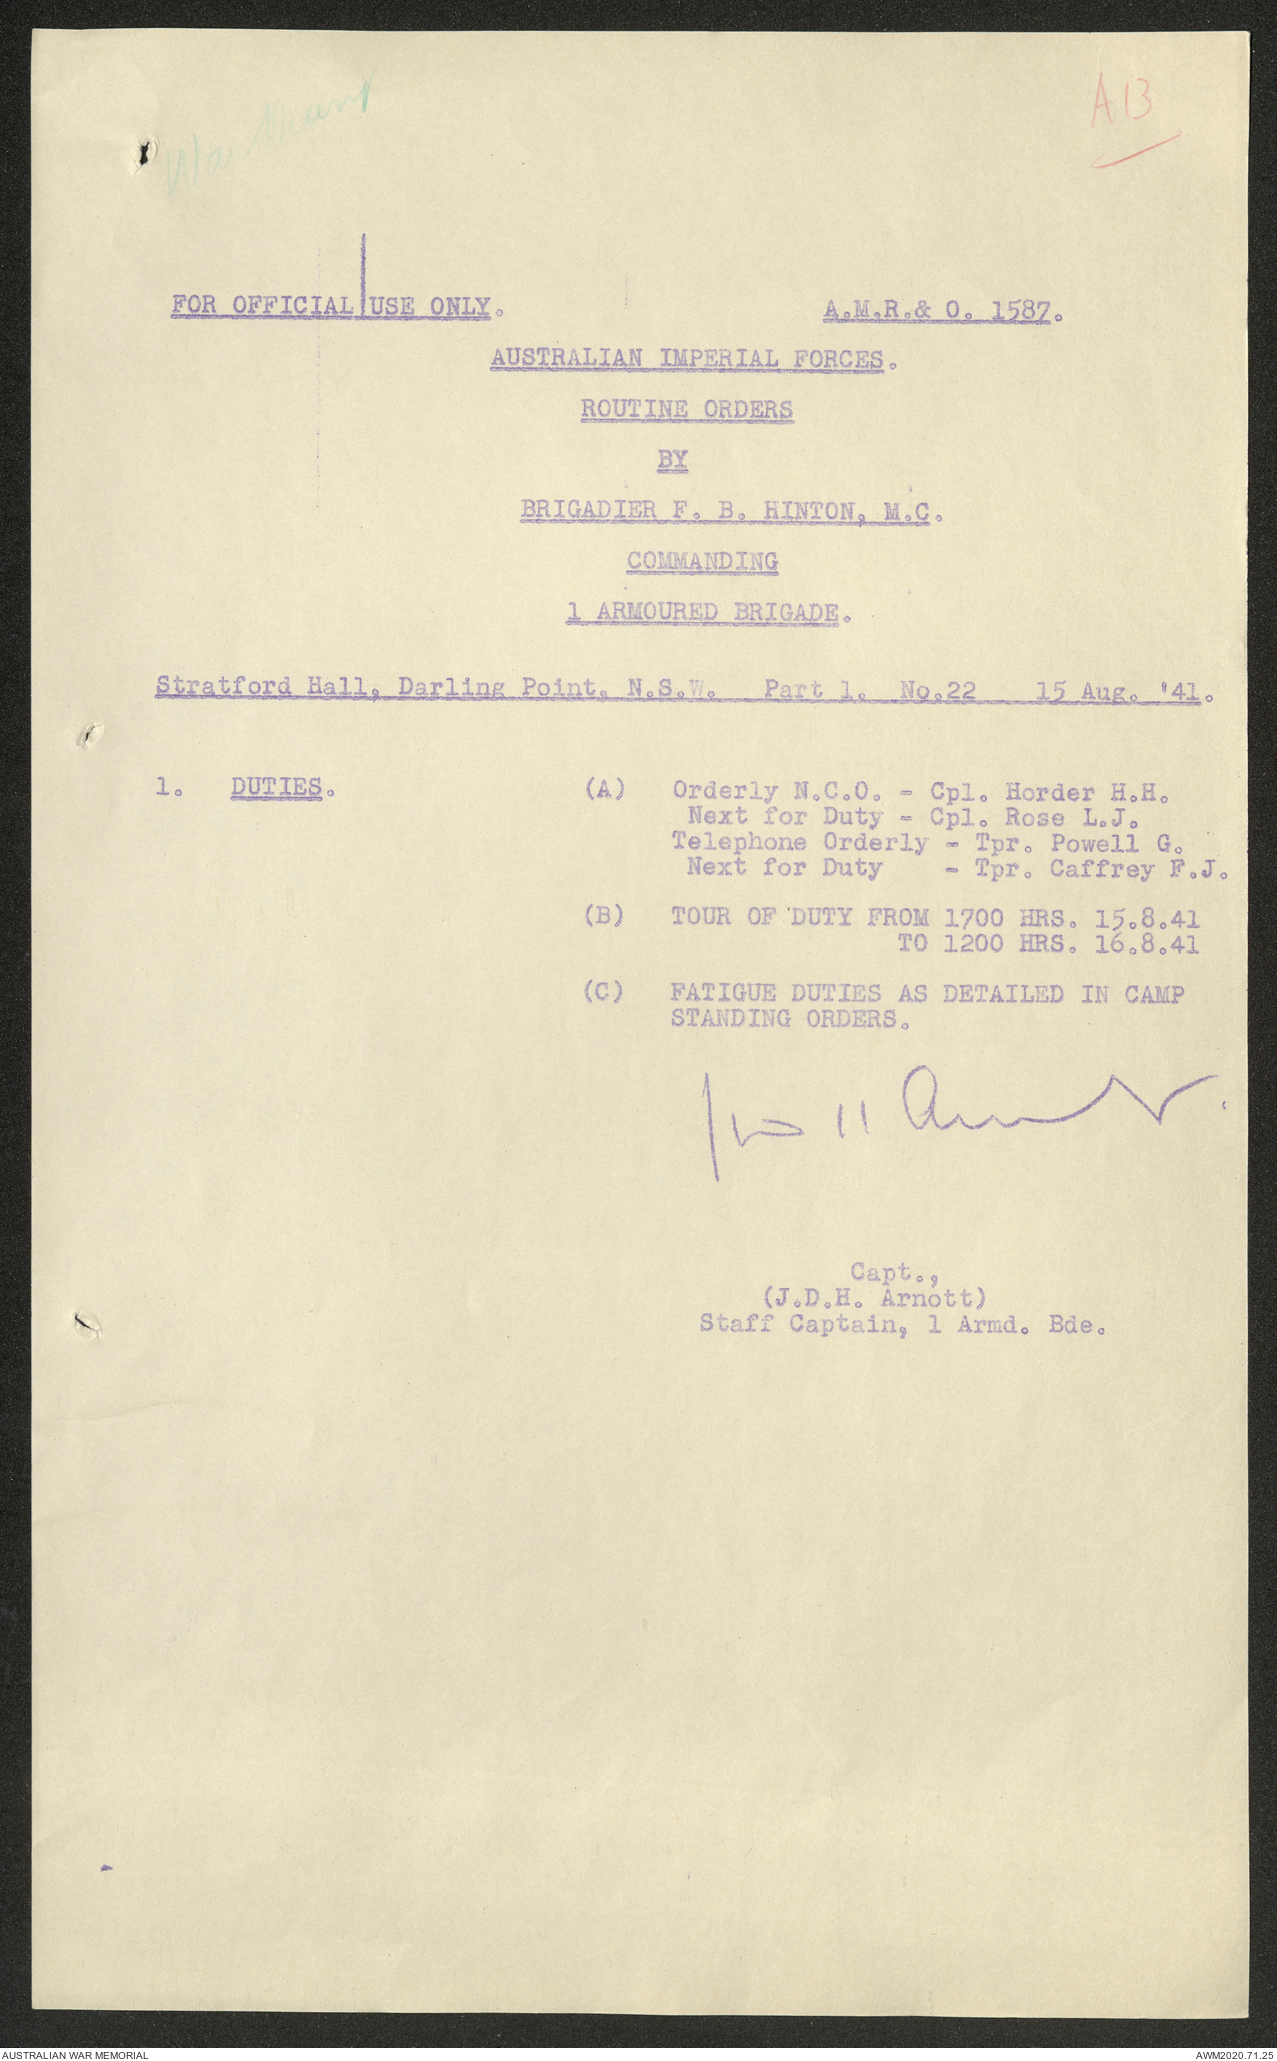 War Diary
A13
FOR OFFICIAL USE ONLY.    A.M.R.& O. 1587.
AUSTRALIAN IMPERIAL FORCES.
ROUTINE ORDERS
BY
BRIGADIER F. B. HINTON, M.C.
COMMANDING
1 ARMOURED BRIGADE.
Stratford Hall, Darling Point, N.S.W.   Part 1.   No.22    15 Aug. '41.
1.   DUTIES.    (A)   Orderly N.C.O. - Cpl. Horder H.H.
Next for Duty - Cpl. Rose L.J.
Telephone Orderly - Tpr. Powell G.
Next for Duty    - Tpr. Caffrey F.J.
(B)   TOUR OF DUTY FROM 1700 HRS. 15.8.41
TO 1200 HRS. 16.8.41
(C)   FATIGUE DUTIES AS DETAILED IN CAMP
STANDING ORDERS.
Capt.,
(J.D.H. Arnott)
Staff Captain, 1 Armd. Bde.
AUSTRALIAN WAR MEMORIAL    AWM2020.71.25